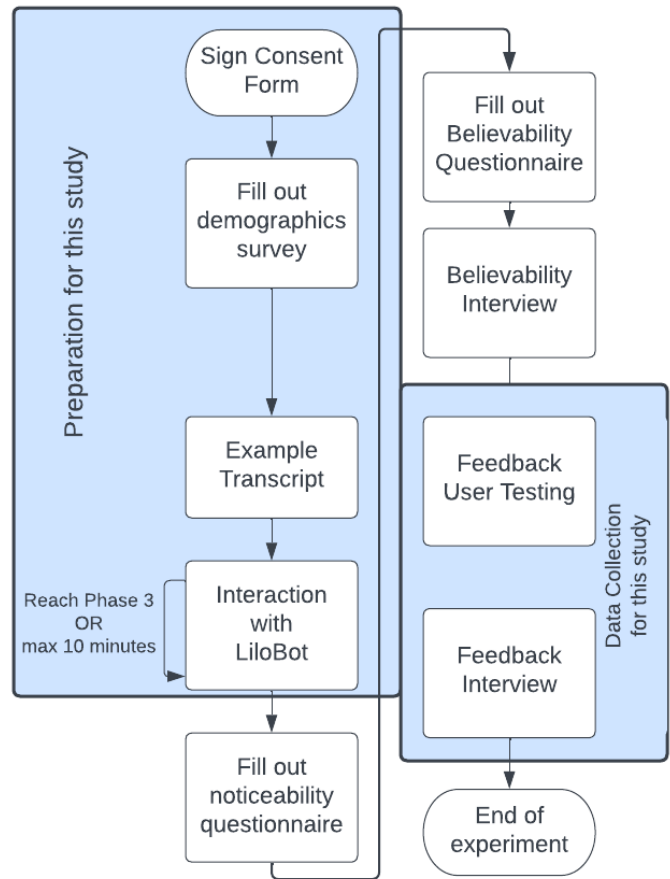 Preparation for this study
Sign Consent
Form
Fill out
demographics
survey
Example
Transcript
Interaction
with
LiloBot
Reach Phase 3
OR
max 10 minutes
Fill out
noticeability
questionnaire
Fill out
Believability
Questionnaire
Believability
Interview
Feedback
User Testing
Feedback
Interview
Data Collection
for this study
End of
experiment